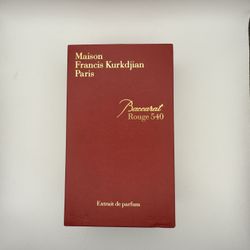 Maison
Francis Kurkdjian
Paris
Baccarat
Rouge 540
Extrait de parfum